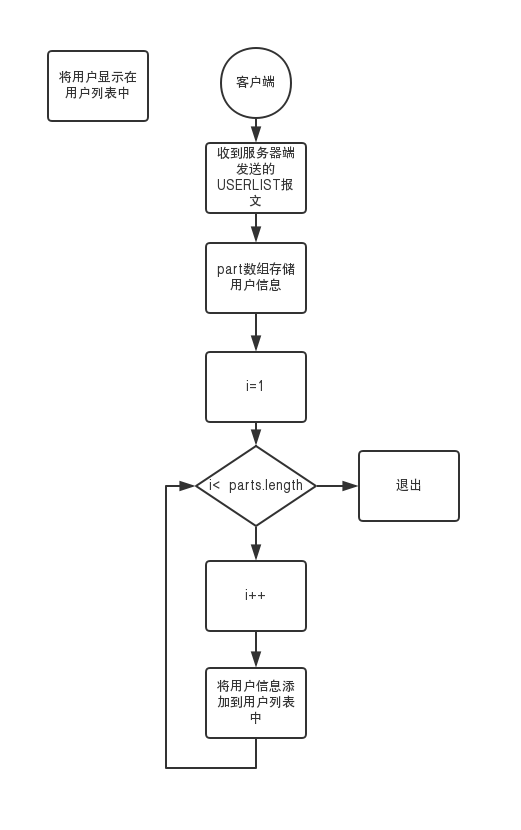 将用户显示在
用户列表中
客户端
收到服务器端
发送的
USERLIST报
文
part数组存储
用户信息
i=1
i< parts.length
退出
i++
将用户信息添
加到用户列表
中